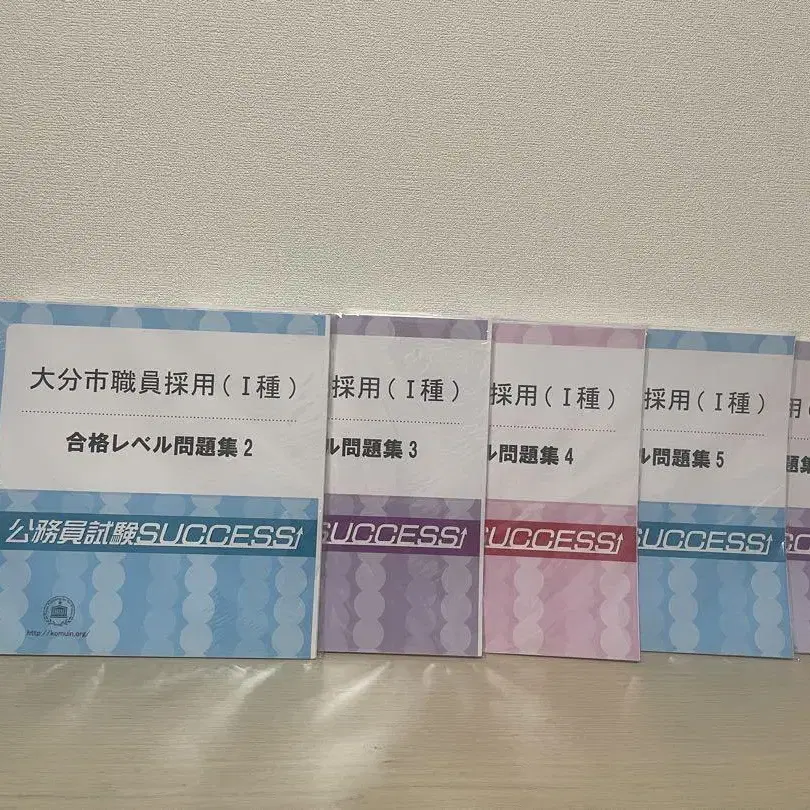 大分市職員採用(Ⅰ種)
合格レベル問題集2
公務員試験SUCCESS
http://komuin.org/
採用(Ⅰ種)
ル問題集3
SUCCESS
採用(Ⅰ種)
ル問題集4
SUCCESS
採用(Ⅰ種)
ル問題集5
SUCCESS
用(
題集